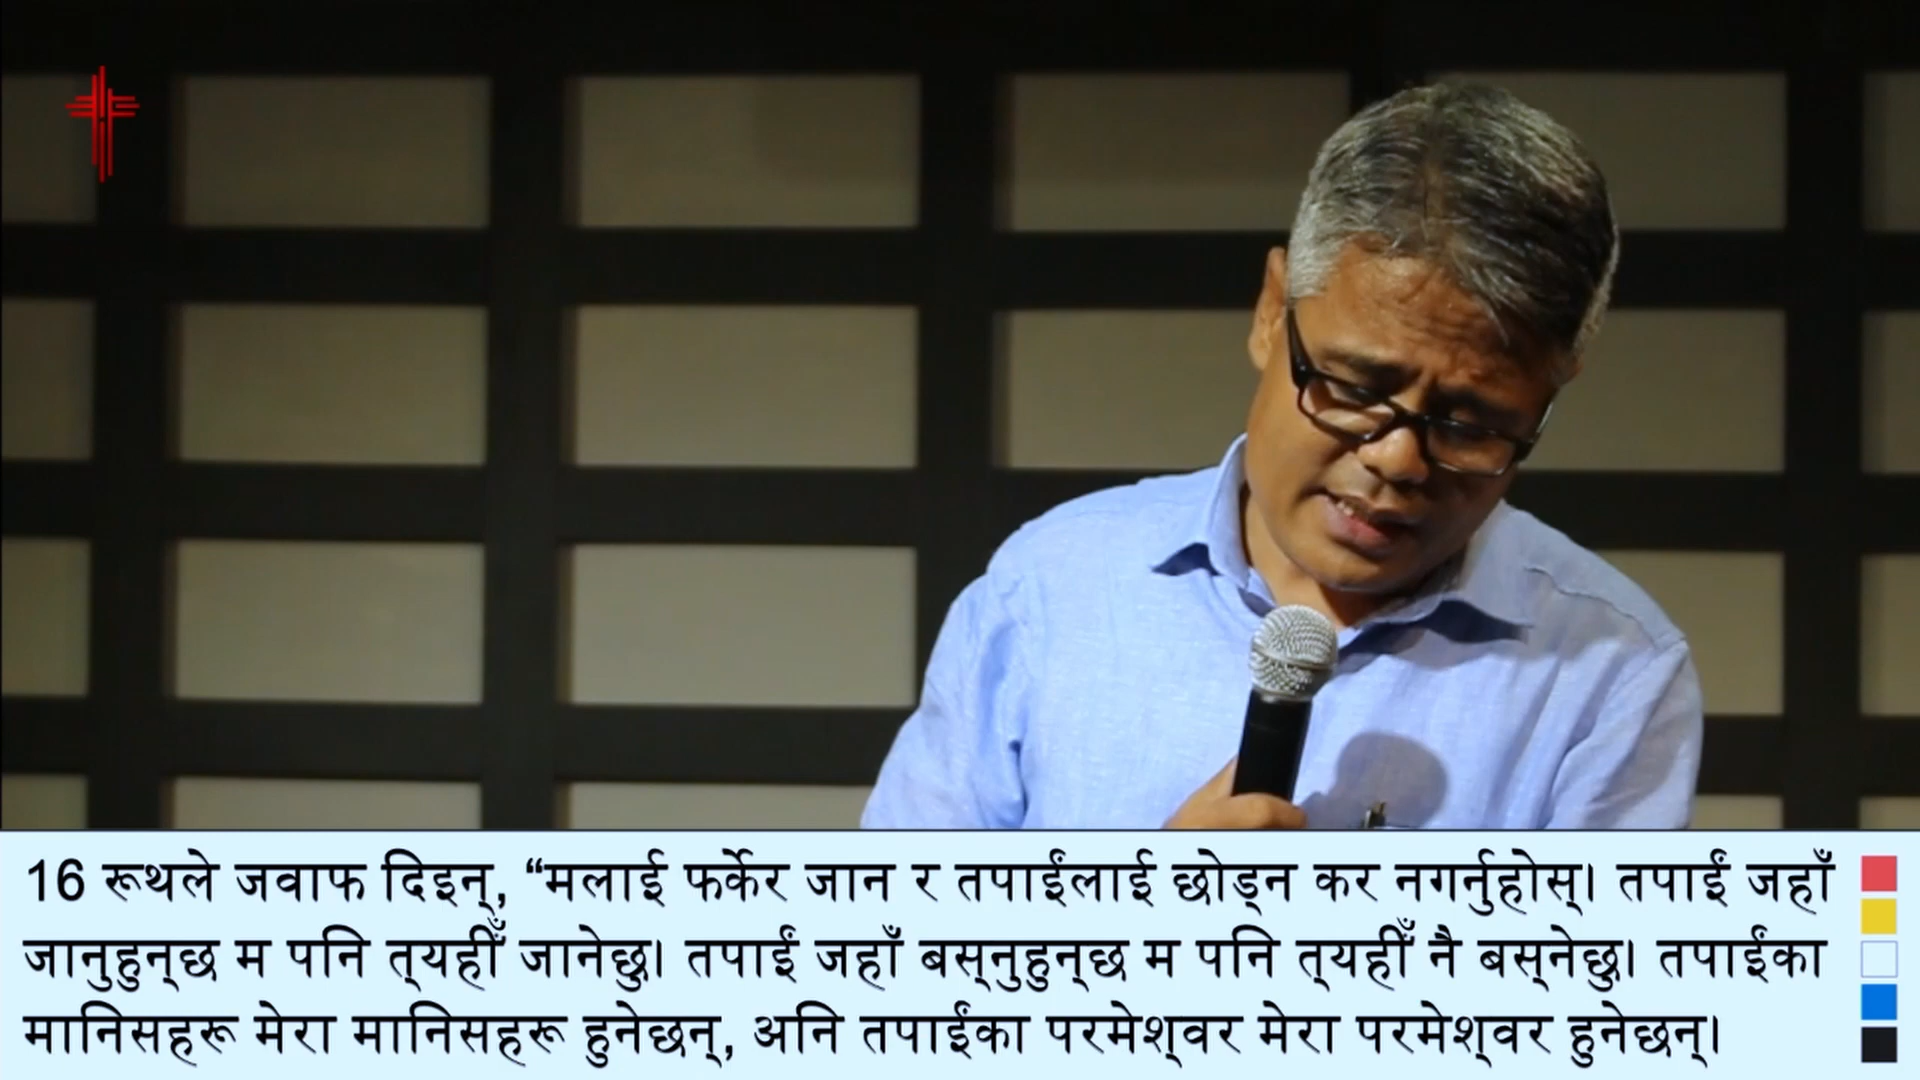 16 रूथले जवाफ दिइन्, “मलाई फर्केर जान र तपाईंलाई छोड्‌न कर नगर्नुहोस्। तपाईं जहाँ
जानुहुन्‌छ म पनि त्‌यहीँ जानेछु। तपाईं जहाँ बस्‌नुहुन्‌छ म पनि त्‌यहीँ नै बस्‌नेछु। तपाईंका
मानिसहरू मेरा मानिसहरू हुनेछन्, अनि तपाईंका परमेश्‌वर मेरा परमेश्‌वर हुनेछन्।